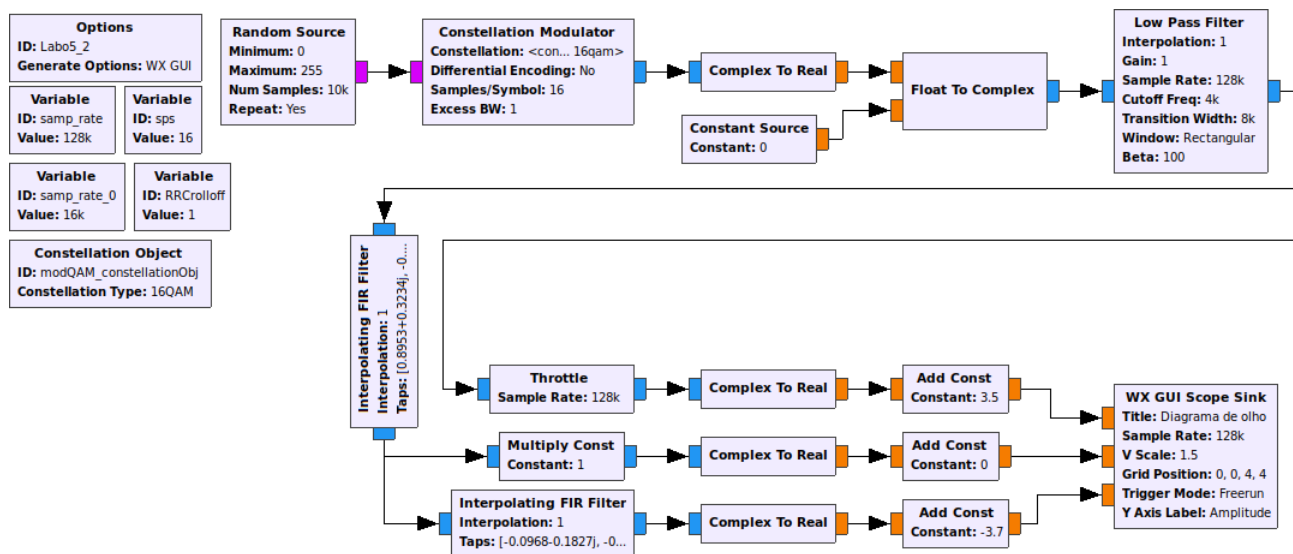 Options
ID: Labo5_2
Generate Options: WX GUI
Variable
ID: samp_rate
Value: 128k
Variable
ID: sps
Value: 16
Variable
ID: samp_rate_0
Value: 16k
Variable
ID: RRCrolloff
Value: 1
Constellation Object
ID: modQAM_constellationObj
Constellation Type: 16QAM
Random Source
Minimum: 0
Maximum: 255
Num Samples: 10k
Repeat: Yes
Constellation Modulator
Constellation: <con... 16qam>
Differential Encoding: No
Samples/Symbol: 16
Excess BW: 1
Complex To Real
Constant Source
Constant: 0
Float To Complex
Low Pass Filter
Interpolation: 1
Gain: 1
Sample Rate: 128k
Cutoff Freq: 4k
Transition Width: 8k
Window: Rectangular
Beta: 100
Interpolating FIR Filter
Interpolation: 1
Taps: [0.8953+0.3234j, -0....
Throttle
Sample Rate: 128k
Complex To Real
Add Const
Constant: 3.5
Multiply Const
Constant: 1
Complex To Real
Add Const
Constant: 0
Interpolating FIR Filter
Interpolation: 1
Taps: [-0.0968-0.1827j, -0...
Complex To Real
Add Const
Constant: -3.7
WX GUI Scope Sink
Title: Diagrama de olho
Sample Rate: 128k
V Scale: 1.5
Grid Position: 0, 0, 4, 4
Trigger Mode: Freerun
Y Axis Label: Amplitude